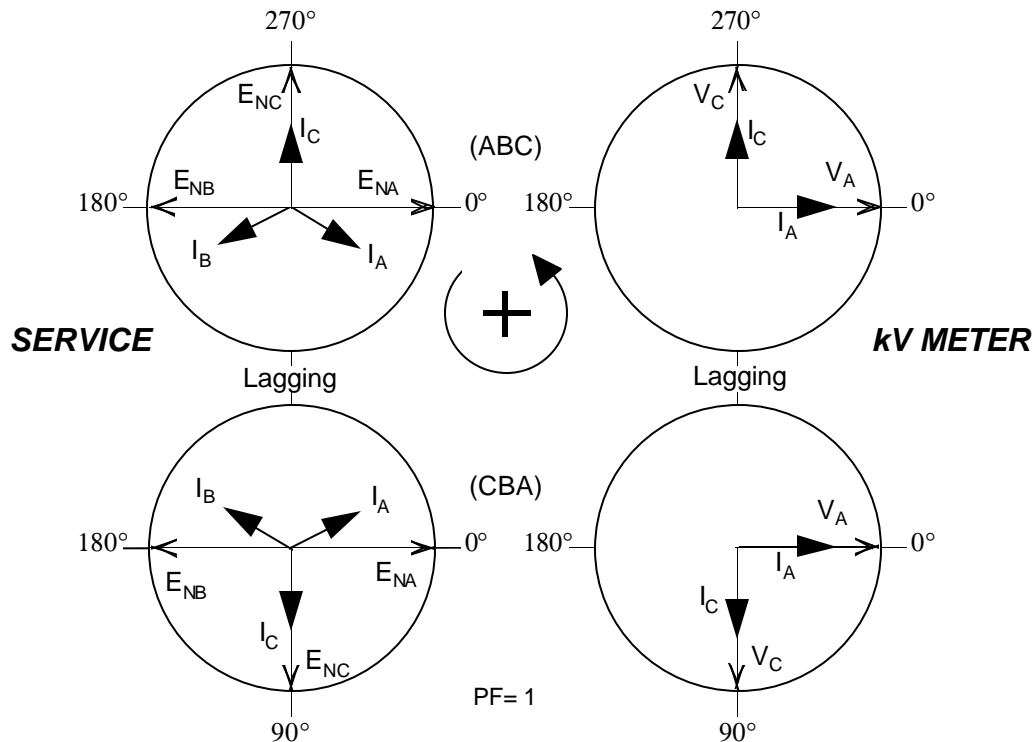 270°
270°
E_NC
V_C
I_C
I_C
(ABC)
E_NB
E_NA
V_A
180°
0°
180°
0°
I_B
I_A
I_A
SERVICE
+
kV METER
Lagging
Lagging
I_B
I_A
(CBA)
V_A
180°
0°
180°
0°
E_NB
E_NA
I_A
I_C
I_C
E_NC
V_C
PF= 1
90°
90°